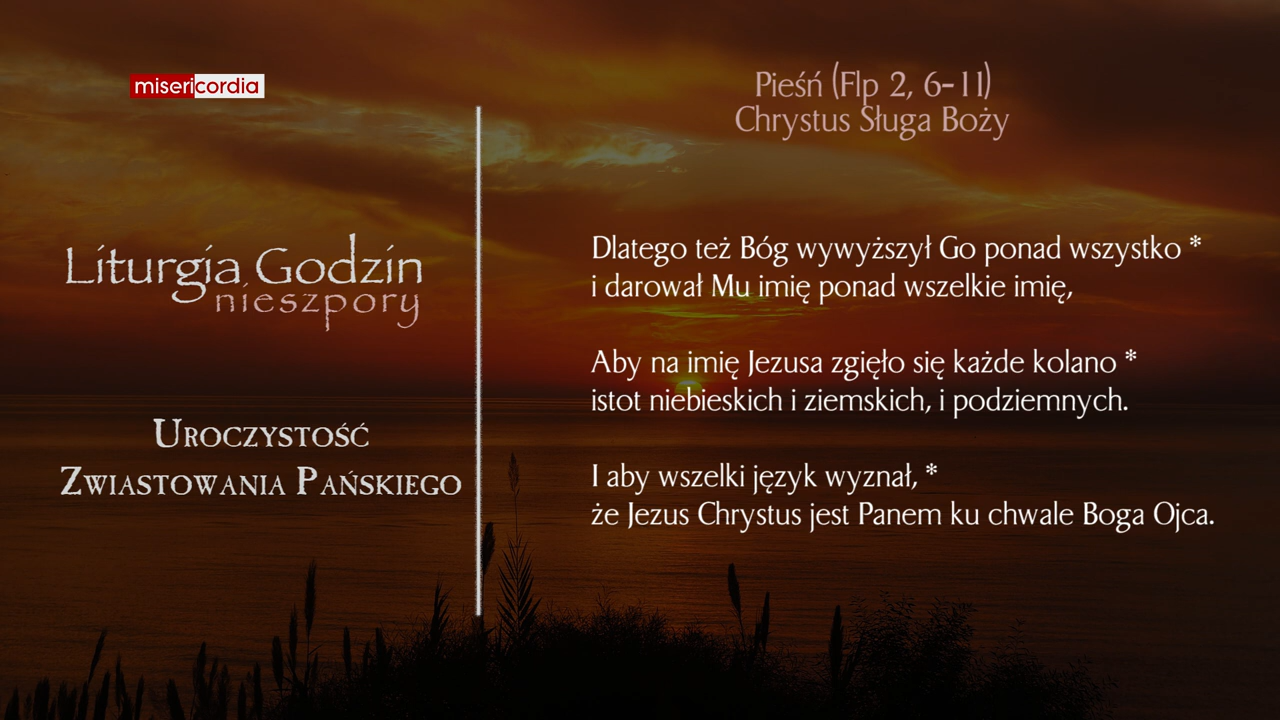 misericordia
Liturgia Godzin
nieszpory
Uroczystość
Zwiastowania Pańskiego
Pieśń (Flp 2, 6-11)
Chrystus Sługa Boży
Dlatego też Bóg wywyższył Go ponad wszystko *
i darował Mu imię ponad wszelkie imię,
Aby na imię Jezusa zgięło się każde kolano *
istot niebieskich i ziemskich, i podziemnych.
I aby wszelki język wyznał, *
że Jezus Chrystus jest Panem ku chwale Boga Ojca.